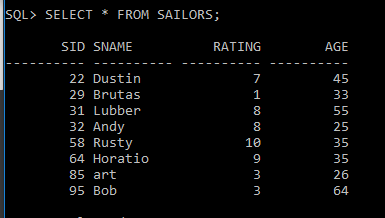 SQL> SELECT * FROM SAILORS;
SID SNAME RATING AGE
---------- ---------- ---------- ----------
22 Dustin 7 45
29 Brutas 1 33
31 Lubber 8 55
32 Andy 8 25
58 Rusty 10 35
64 Horatio 9 35
85 art 3 26
95 Bob 3 64